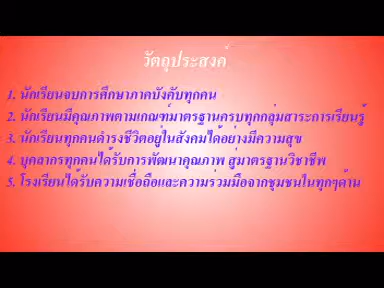 วัตถุประสงค์
1. นักเรียนจบการศึกษาภาคบังคับทุกคน
2. นักเรียนมีคุณภาพตามเกณฑ์มาตรฐานครบทุกกลุ่มสาระการเรียนรู้
3. นักเรียนทุกคนดำรงชีวิตอยู่ในสังคมได้อย่างมีความสุข
4. บุคลากรทุกคนได้รับการพัฒนาคุณภาพ สู่มาตรฐานวิชาชีพ
5. โรงเรียนได้รับความเชื่อถือและความร่วมมือจากชุมชนในทุกๆด้าน